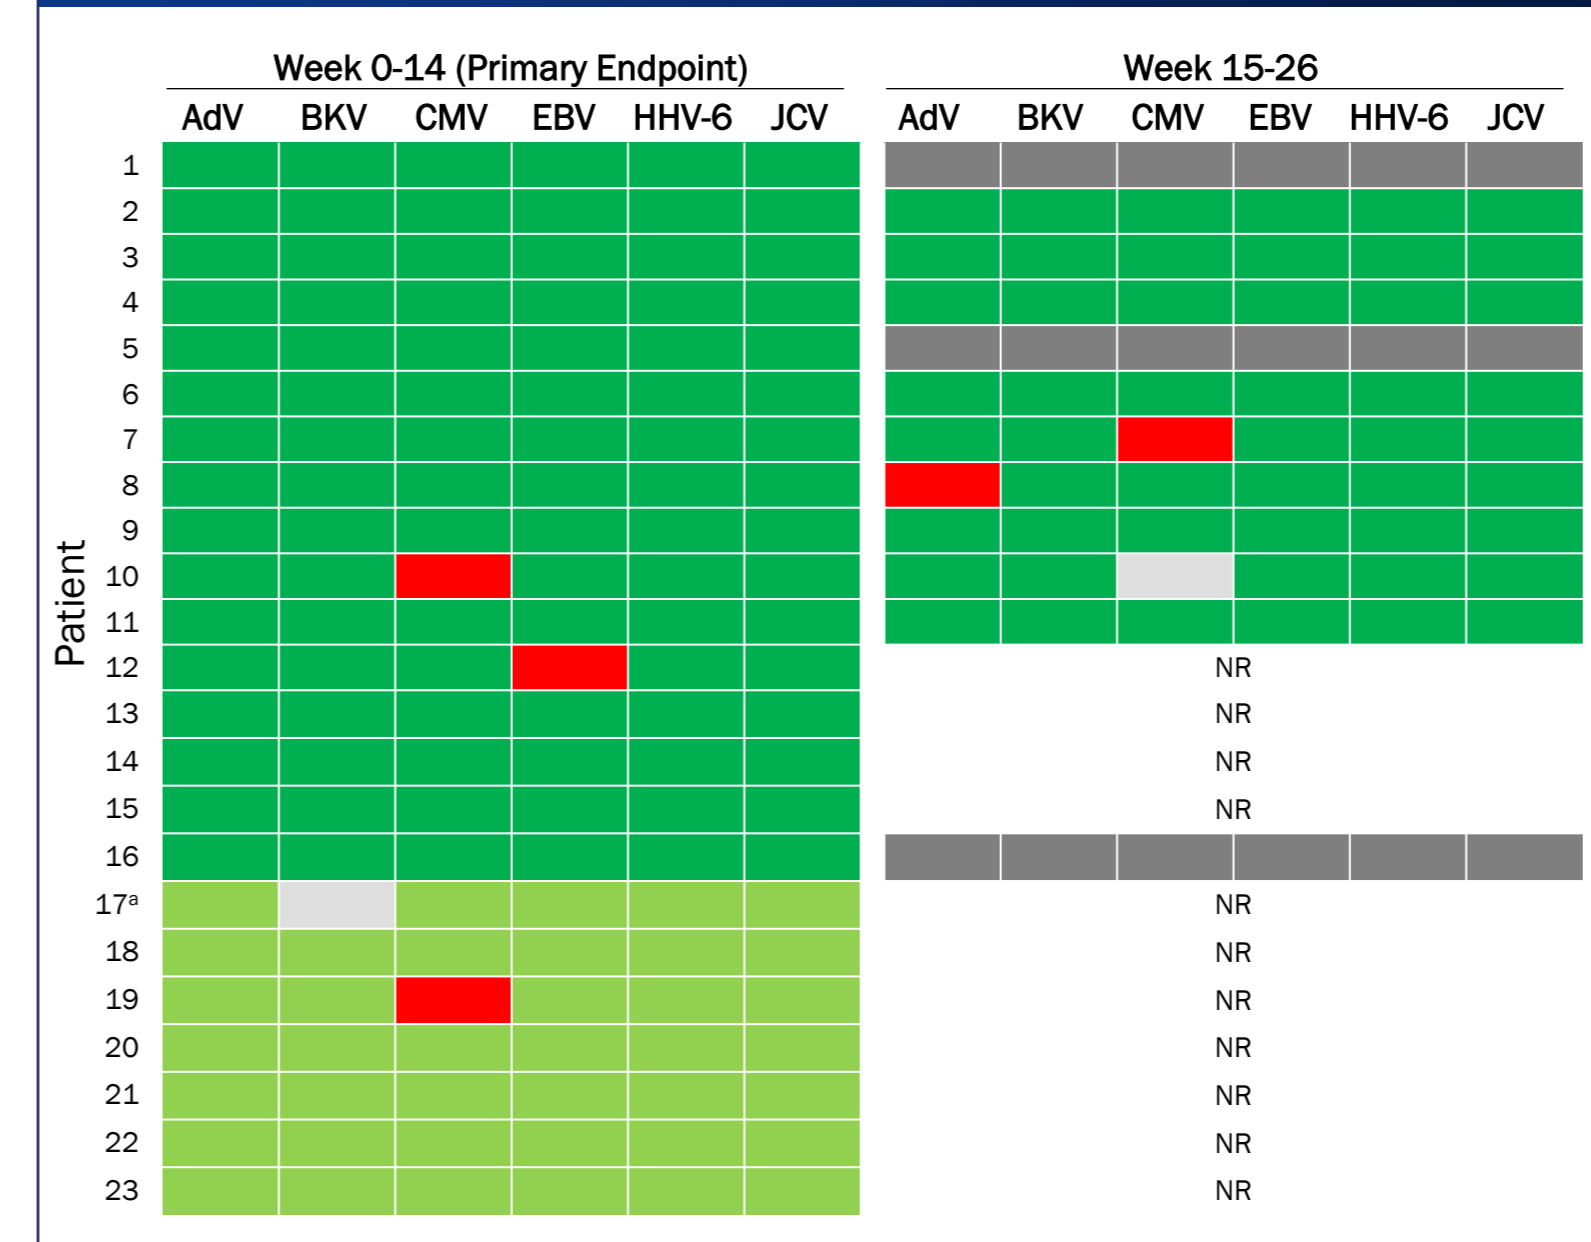 Week 0-14 (Primary Endpoint) Week 15-26
AdV BKV CMV EBV HHV-6 JCV AdV BKV CMV EBV HHV-6 JCV
Patient
1
2
3
4
5
6
7
8
9
10
11
12 NR
13 NR
14 NR
15 NR
16
17ª NR
18 NR
19 NR
20 NR
21 NR
22 NR
23 NR